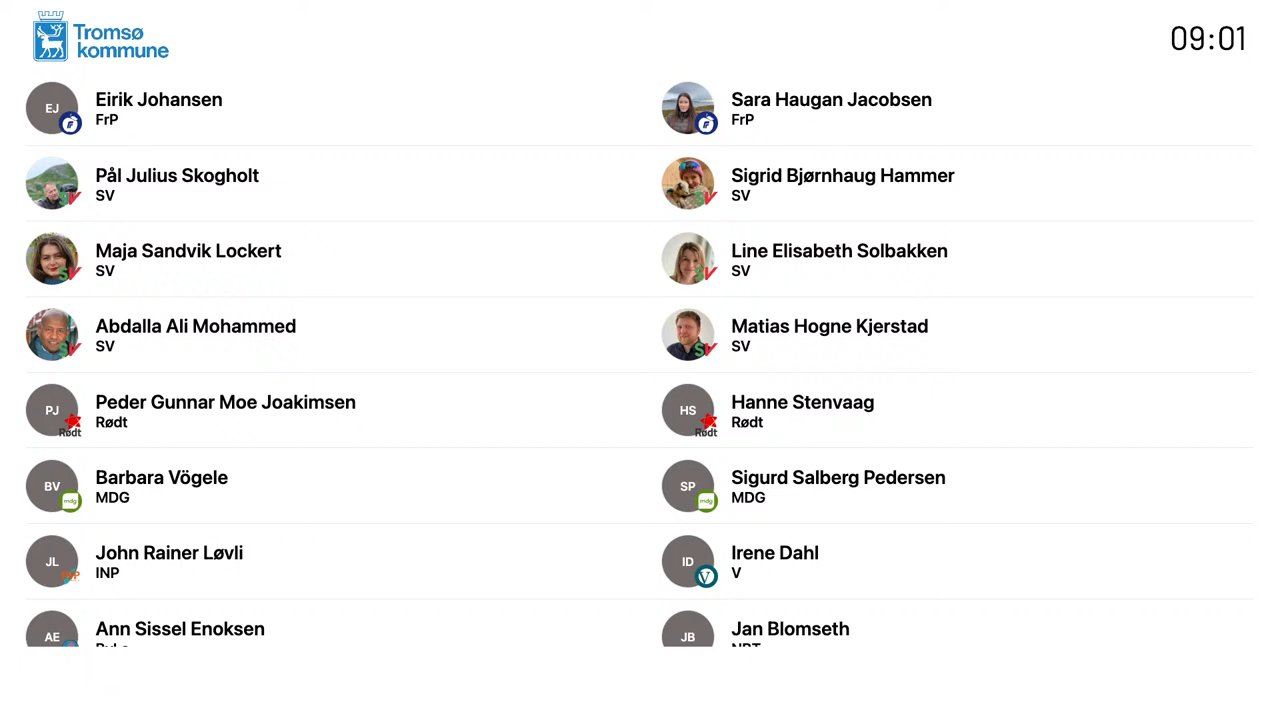 Tromsø
kommune
09:01
EJ
Eirik Johansen
FrP
Sara Haugan Jacobsen
FrP
Pål Julius Skogholt
SV
Sigrid Bjørnhaug Hammer
SV
Maja Sandvik Lockert
SV
Line Elisabeth Solbakken
SV
Abdalla Ali Mohammed
SV
Matias Hogne Kjerstad
SV
PJ
Rødt
Peder Gunnar Moe Joakimsen
Rødt
HS
Rødt
Hanne Stenvaag
Rødt
BV
mdg
Barbara Vögele
MDG
SP
mdg
Sigurd Salberg Pedersen
MDG
JL
INP
John Rainer Løvli
INP
ID
V
Irene Dahl
V
AE
Ann Sissel Enoksen
JB
Jan Blomseth